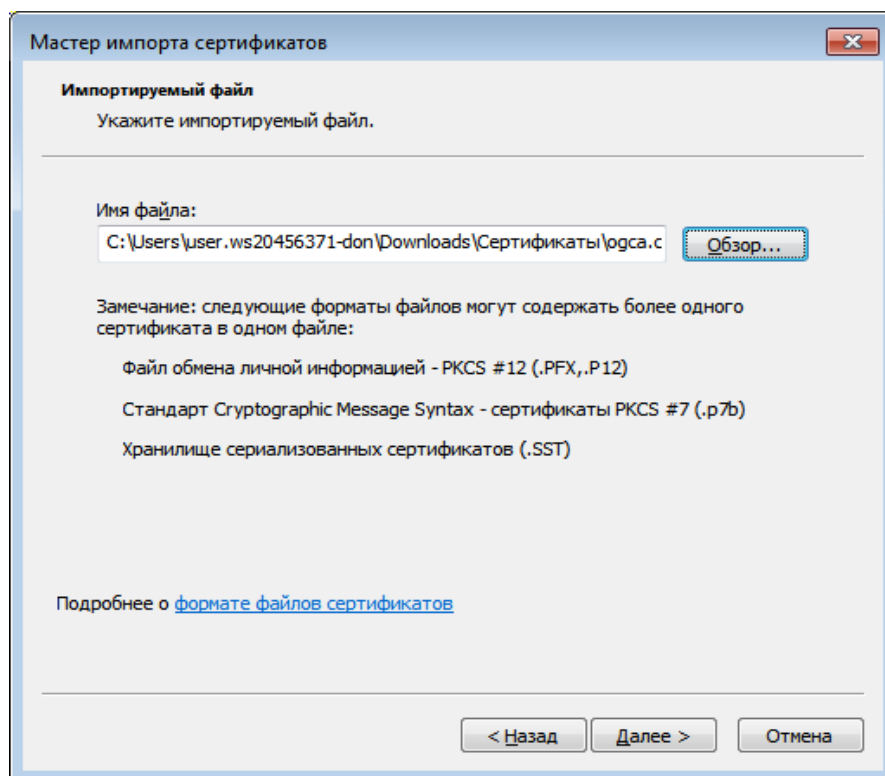 Мастер импорта сертификатов
Импортируемый файл
Укажите импортируемый файл.
Имя файла:
C:\Users\user.ws20456371-don\Downloads\Сертификаты\ogca.c
Обзор...
Замечание: следующие форматы файлов могут содержать более одного
сертификата в одном файле:
Файл обмена личной информацией - PKCS #12 (.PFX,.P12)
Стандарт Cryptographic Message Syntax - сертификаты PKCS #7 (.p7b)
Хранилище сериализованных сертификатов (.SST)
Подробнее о формате файлов сертификатов
< Назад
Далее >
Отмена